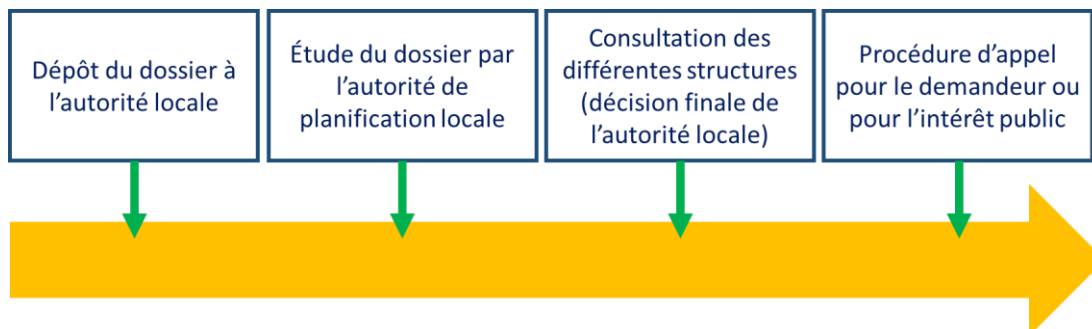 Dépôt du dossier à
l'autorité locale
Étude du dossier par
l'autorité de
planification locale
Consultation des
différentes structures
(décision finale de
l'autorité locale)
Procédure d'appel
pour le demandeur ou
pour l'intérêt public